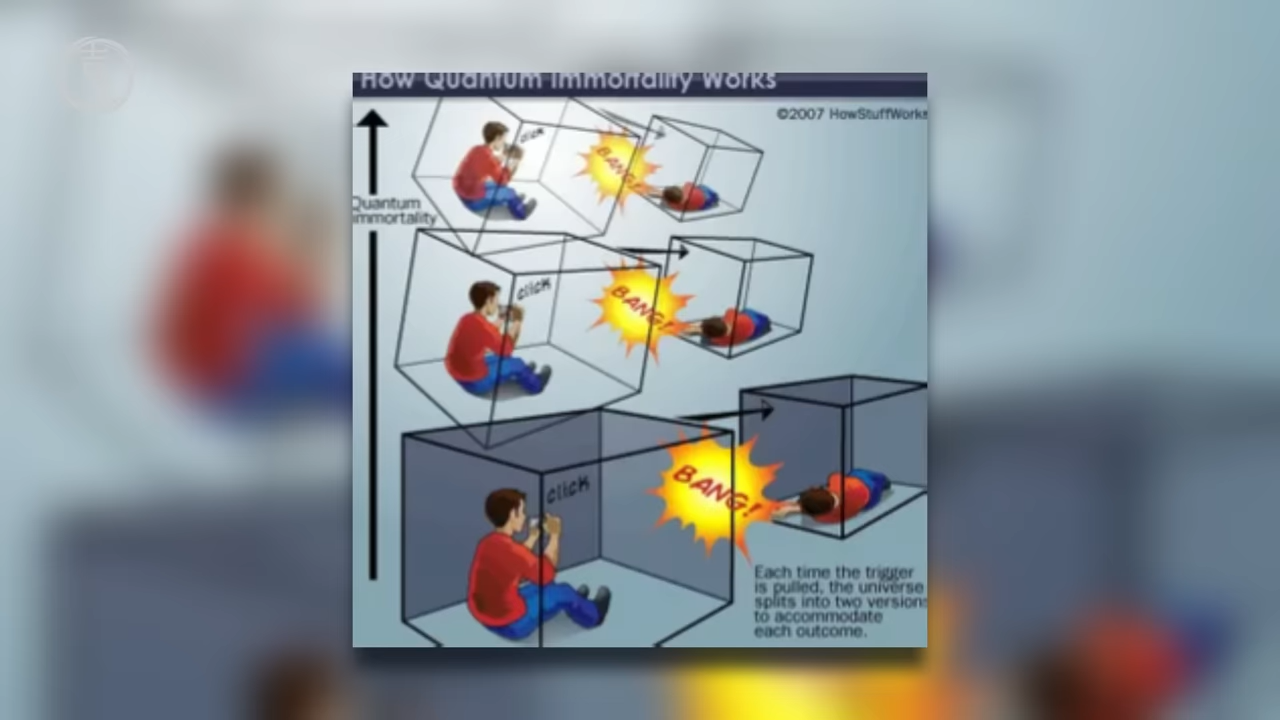 How Quantum Immortality Works
©2007 HowStuffWorks
click
BANG!
Quantum
immortality
click
BANG!
click
BANG!
Each time the trigger
is pulled, the universe
splits into two versions
to accommodate
each outcome.